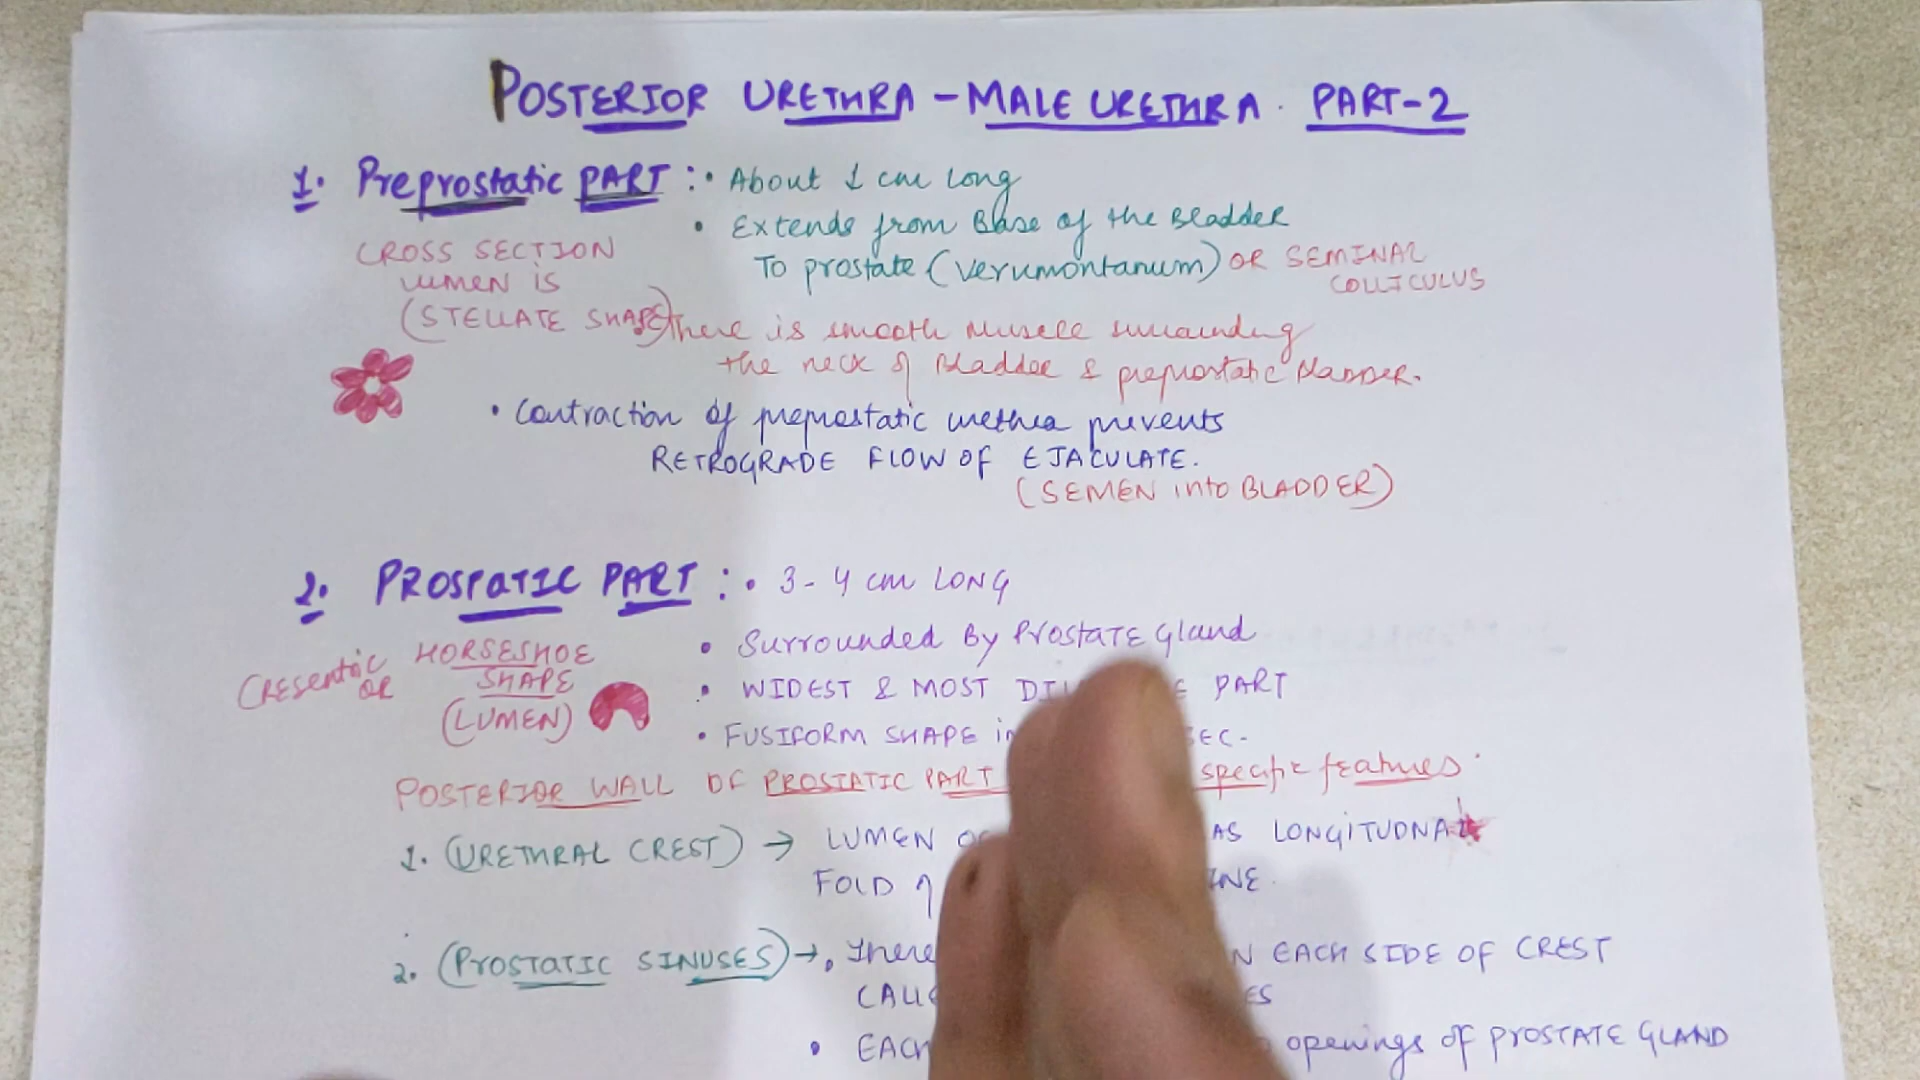 POSTERIOR URETHRA - MALE URETHRA. PART-2
1. Preprostatic PART : • About 1 cm long
• Extends from Base of the Bladder
To prostate (verumontanum) OR SEMINAL
COLLICULUS
CROSS SECTION
LUMEN is
(STELLATE SHAPE)
There is smooth muscle surrounding
the neck of Bladder & preprostatic bladder.
• Contraction of preprostatic urethra prevents
RETROGRADE FLOW OF EJACULATE.
(SEMEN into BLADDER)
2. PROSTATIC PART : • 3-4 cm LONG
• Surrounded By Prostate Gland
CRESENTIC OR HORSESHOE
SHAPE
(LUMEN)
• WIDEST & MOST PART
• FUSIFORM SHAPE in SEC-
POSTERIOR WALL OF PROSTATIC PART specific features.
1. (URETHRAL CREST) → LUMEN AS LONGITUDNAL
FOLD
2. (PROSTATIC SINUSES) → • There EACH SIDE OF CREST
• EACH openings of PROSTATE GLAND